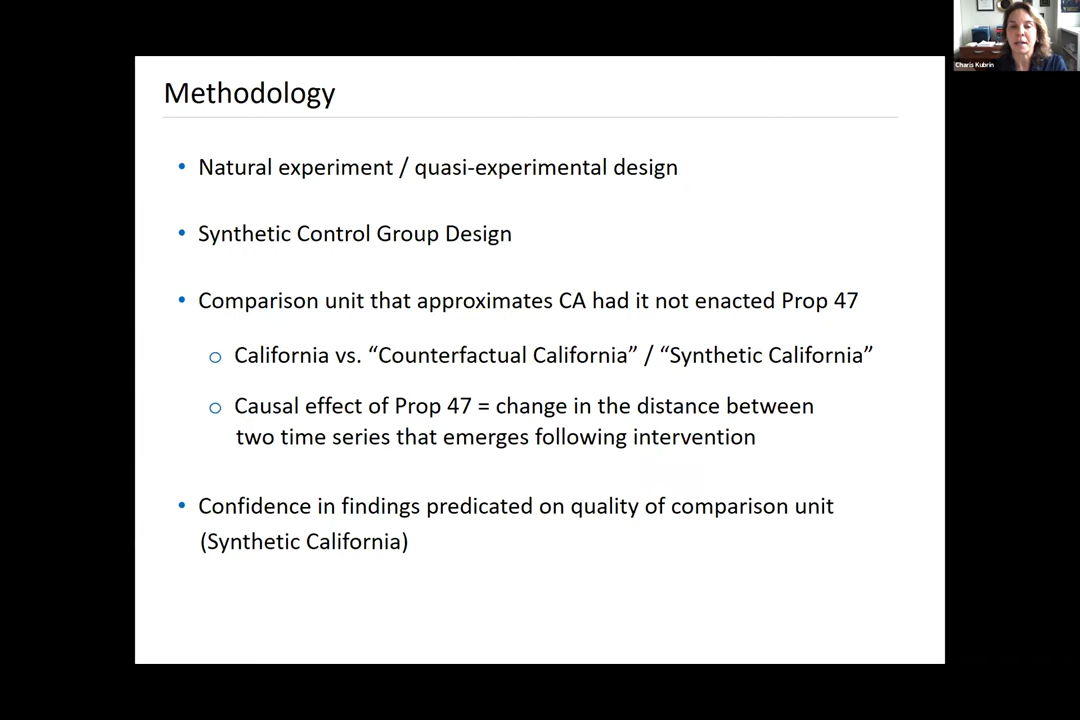 Methodology
• Natural experiment / quasi-experimental design
• Synthetic Control Group Design
• Comparison unit that approximates CA had it not enacted Prop 47
o California vs. “Counterfactual California” / “Synthetic California”
o Causal effect of Prop 47 = change in the distance between
two time series that emerges following intervention
• Confidence in findings predicated on quality of comparison unit
(Synthetic California)
Charis Kubrin